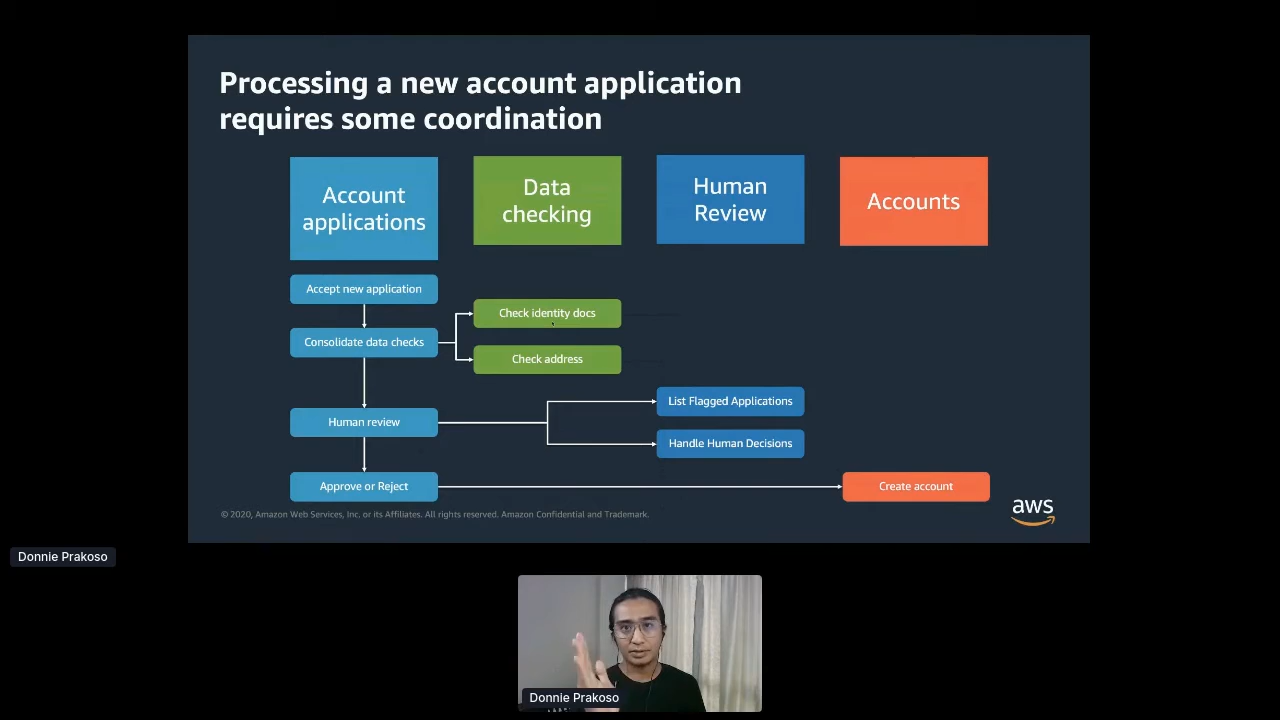 Processing a new account application
requires some coordination
Account
applications
Data
checking
Human
Review
Accounts
Accept new application
Consolidate data checks
Check identity docs
Check address
Human review
List Flagged Applications
Handle Human Decisions
Approve or Reject
Create account
© 2020, Amazon Web Services, Inc. or its Affiliates. All rights reserved. Amazon Confidential and Trademark.
aws
Donnie Prakoso
Donnie Prakoso